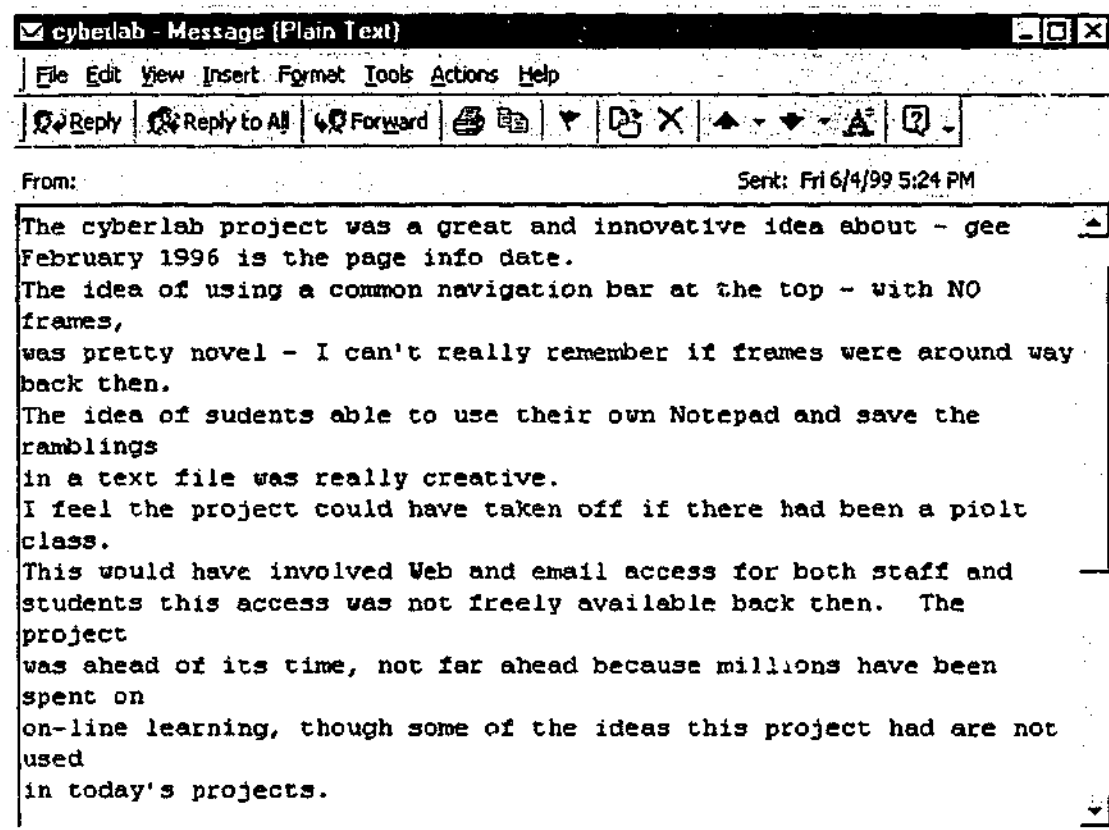 cyberlab - Message (Plain Text)
File Edit View Insert Format Tools Actions Help
Reply Reply to All Forward
From: Sent: Fri 6/4/99 5:24 PM
The cyberlab project was a great and innovative idea about - gee
February 1996 is the page info date.
The idea of using a common navigation bar at the top - with NO
frames,
was pretty novel - I can't really remember if frames were around way
back then.
The idea of sudents able to use their own Notepad and save the
ramblings
in a text file was really creative.
I feel the project could have taken off if there had been a piolt
class.
This would have involved Web and email access for both staff and
students this access was not freely available back then. The
project
was ahead of its time, not far ahead because millions have been
spent on
on-line learning, though some of the ideas this project had are not
used
in today's projects.